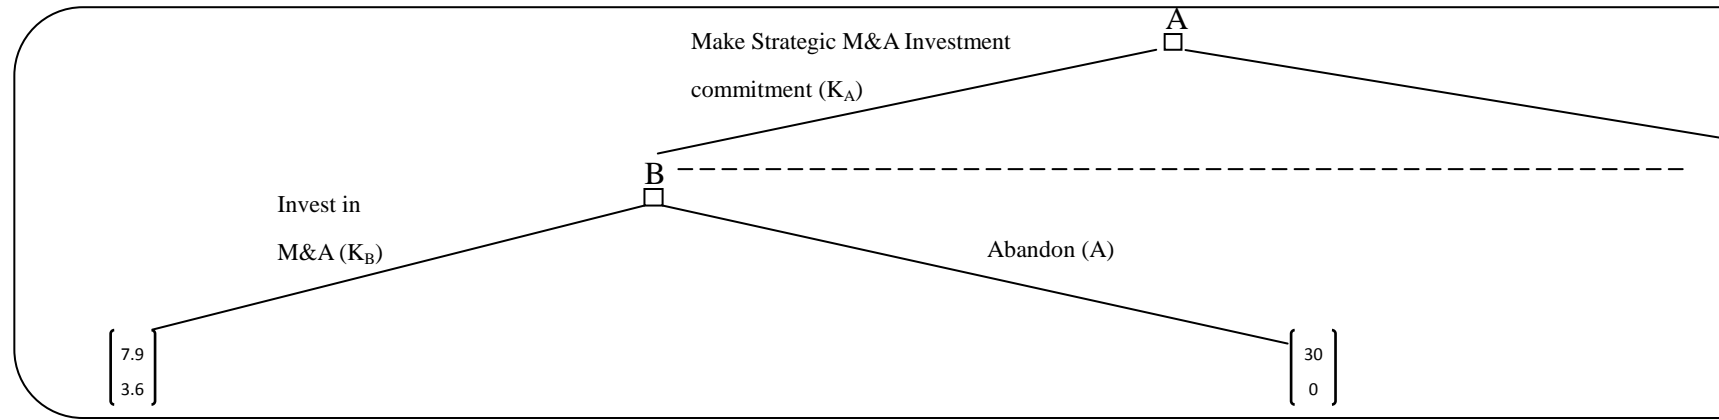 A
Make Strategic M&A Investment
commitment (KA)
B
Invest in
M&A (KB)
Abandon (A)
7.9
3.6
30
0